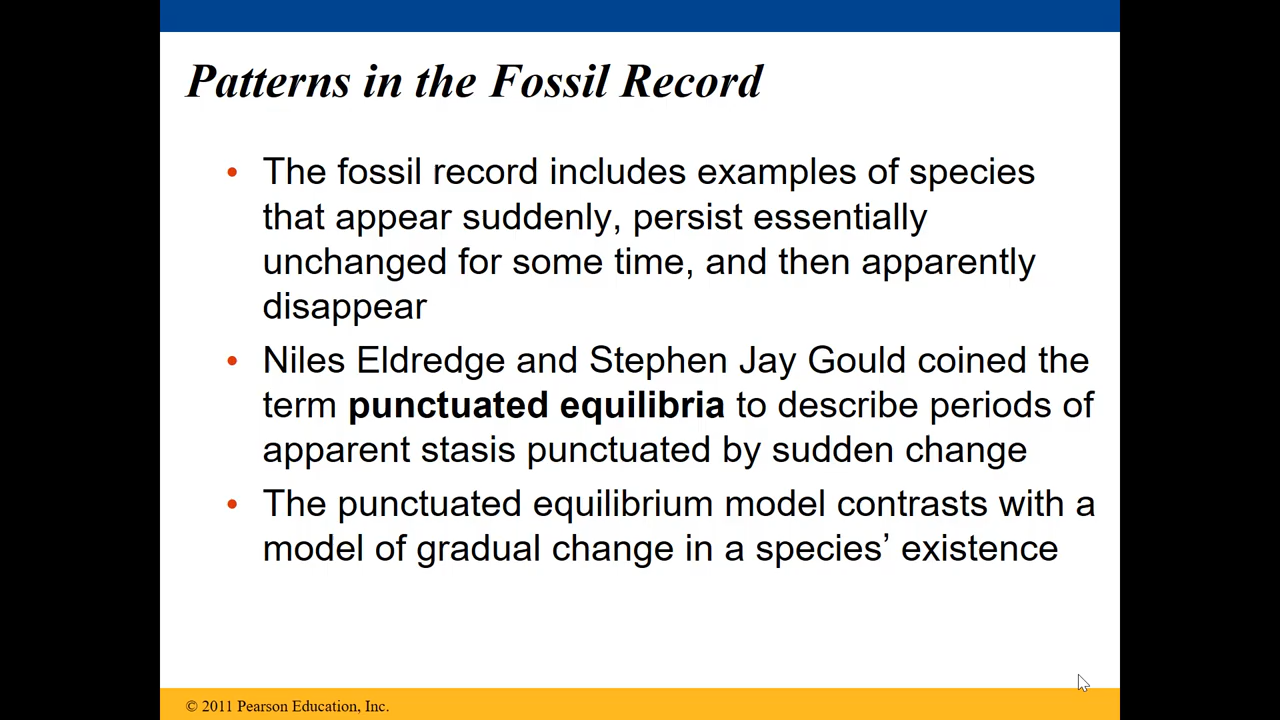 Patterns in the Fossil Record
• The fossil record includes examples of species
that appear suddenly, persist essentially
unchanged for some time, and then apparently
disappear
• Niles Eldredge and Stephen Jay Gould coined the
term punctuated equilibria to describe periods of
apparent stasis punctuated by sudden change
• The punctuated equilibrium model contrasts with a
model of gradual change in a species’ existence
© 2011 Pearson Education, Inc.